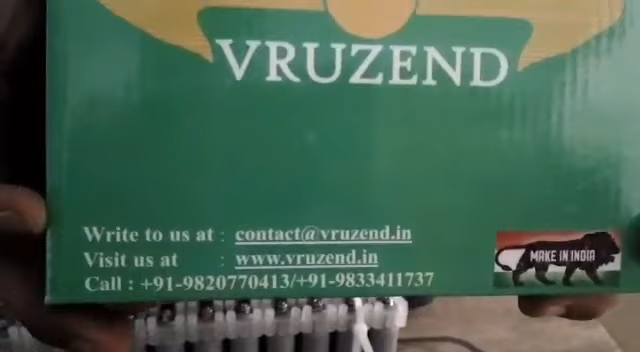 VRUZEND
Write to us at : contact@vruzend.in
Visit us at : www.vruzend.in
Call : +91-9820770413/+91-9833411737
MAKE IN INDIA